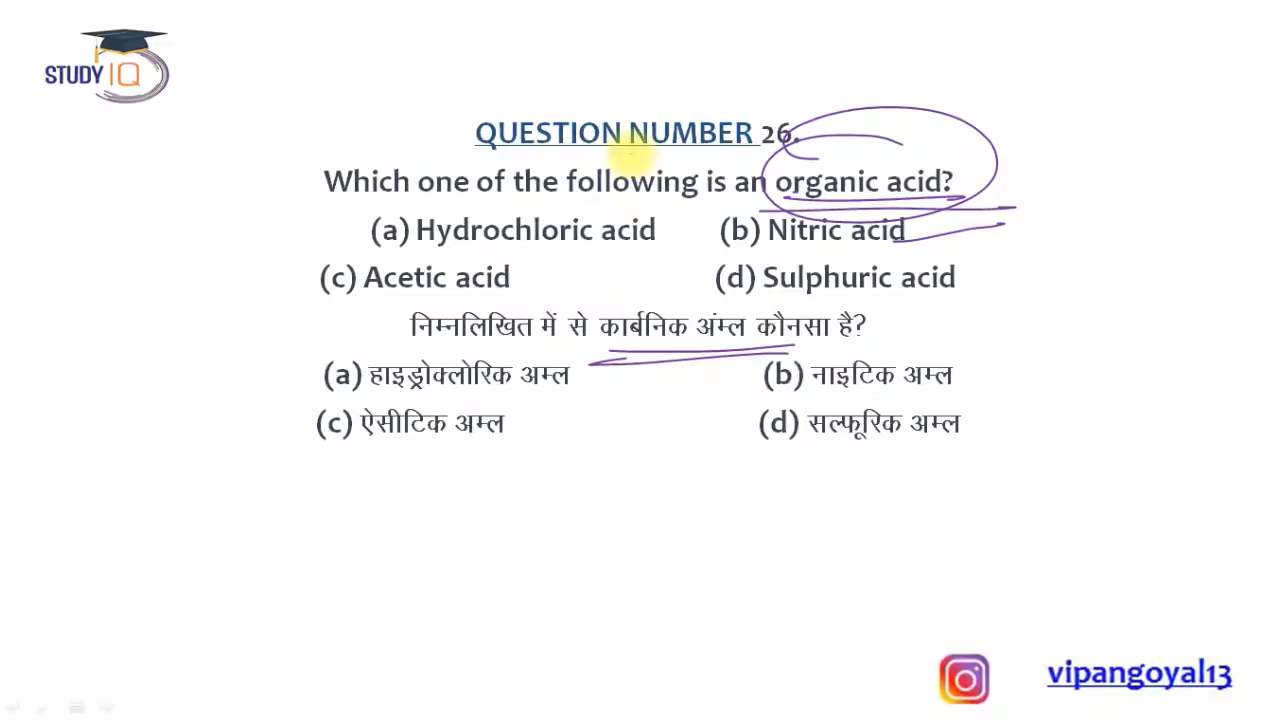 STUDY IQ
QUESTION NUMBER 26.
Which one of the following is an organic acid?
(a) Hydrochloric acid (b) Nitric acid
(c) Acetic acid (d) Sulphuric acid
निम्नलिखित में से कार्बनिक अंम्ल कौनसा है?
(a) हाइड्रोक्लोरिक अम्ल (b) नाइटिक अम्ल
(c) ऐसीटिक अम्ल (d) सल्फूरिक अम्ल
vipangoyal13